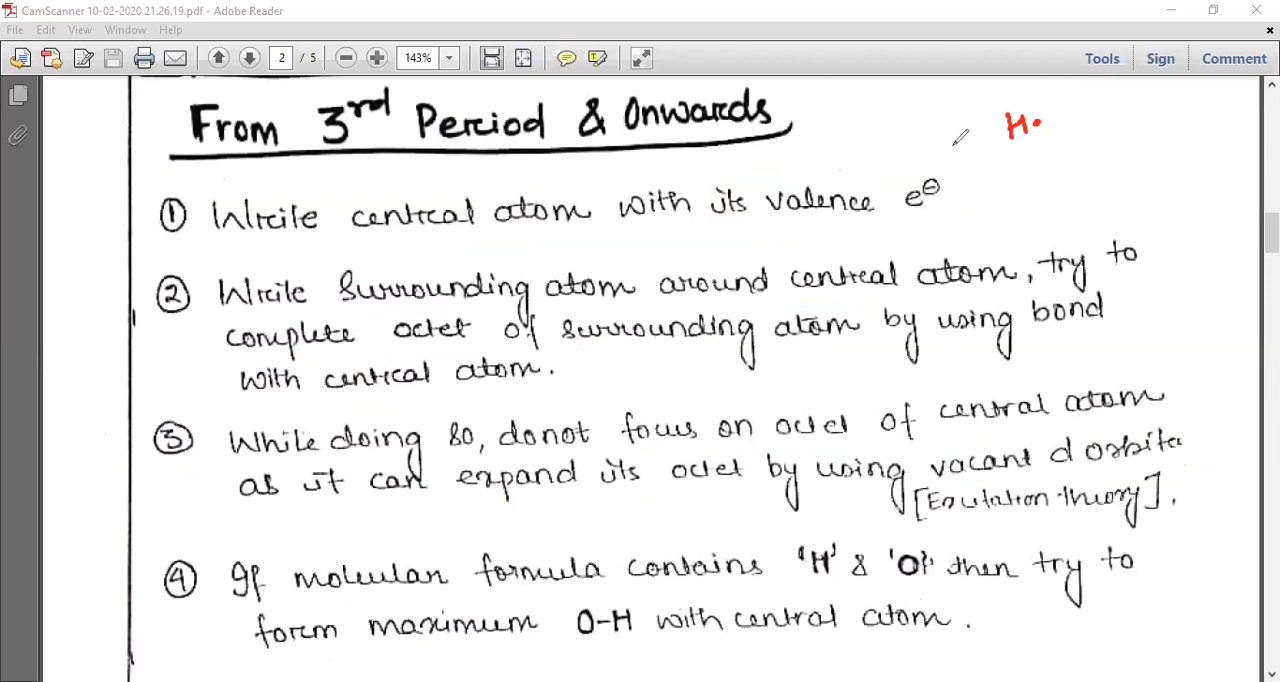 CamScanner 10-02-2020 21.26.19.pdf - Adobe Reader
File Edit View Window Help
2 / 5 143% Tools Sign Comment
From 3rd Period & Onwards
H•
① Write central atom with its valence e⊖
② Write Surrounding atom around central atom, try to
complete octet of surrounding atom by using bond
with central atom.
③ While doing so, donot focus on octet of central atom
as it can expand its octet by using vacant d orbita
[Excitation theory].
④ If molecular formula contains 'H' & 'O' then try to
form maximum O-H with central atom.